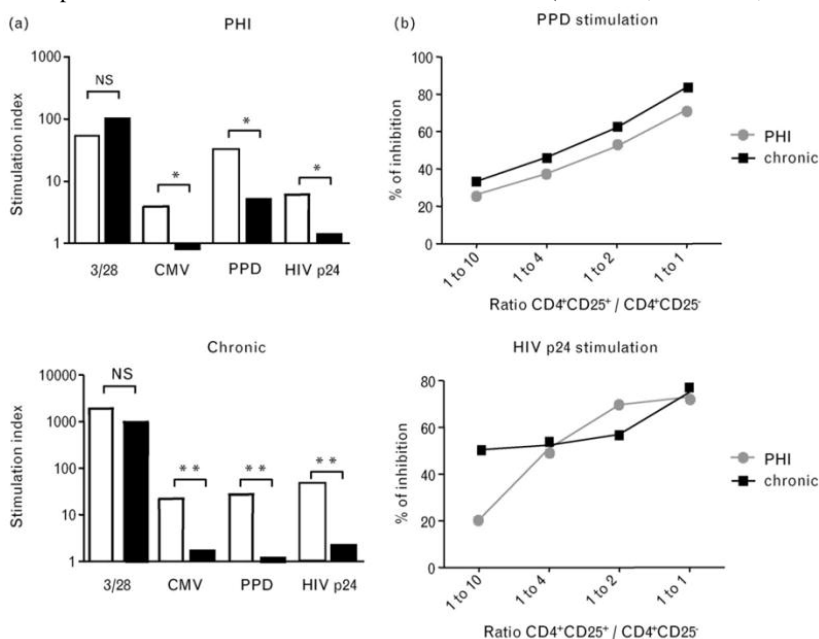 (a)
PHI
Stimulation index
1000
100
10
1
NS
*
*
*
3/28 CMV PPD HIV p24
Chronic
Stimulation index
10000
1000
100
10
1
NS
* *
* *
* *
3/28 CMV PPD HIV p24
(b)
PPD stimulation
% of inhibition
100
80
60
40
20
0
1 to 10 1 to 4 1 to 2 1 to 1
Ratio CD4⁺CD25⁺ / CD4⁺CD25⁻
PHI
chronic
HIV p24 stimulation
% of inhibition
80
60
40
20
0
1 to 10 1 to 4 1 to 2 1 to 1
Ratio CD4⁺CD25⁺ / CD4⁺CD25⁻
PHI
chronic